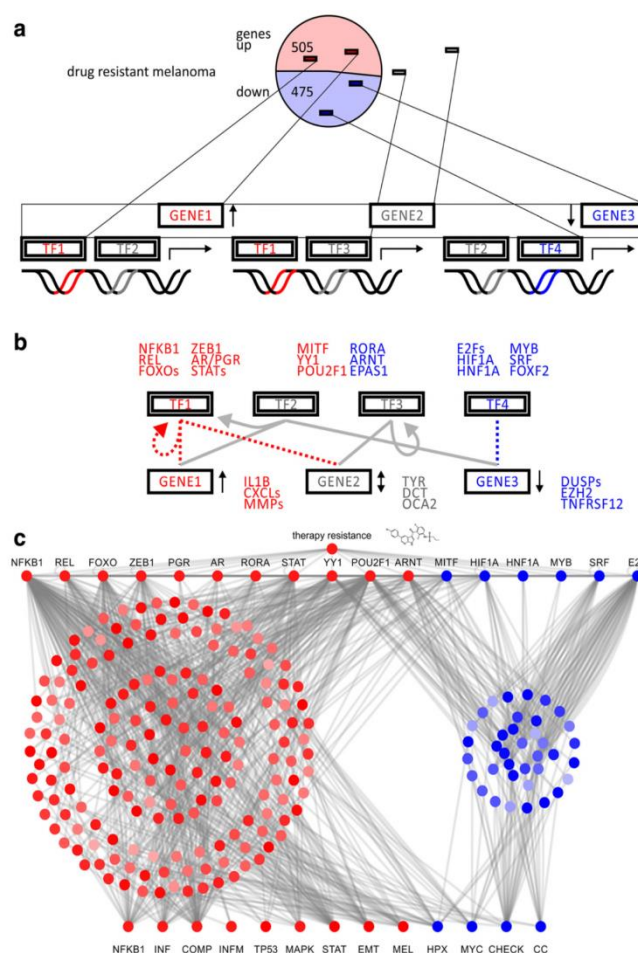 a
genes
up
505
drug resistant melanoma
down
475
GENE1
GENE2
GENE3
TF1
TF2
TF1
TF3
TF2
TF4
b
NFKB1 ZEB1 MITF RORA E2Fs MYB
REL AR/PGR YY1 ARNT HIF1A SRF
FOXOs STATs POU2F1 EPAS1 HNF1A FOXF2
TF1 TF2 TF3 TF4
GENE1 IL1B GENE2 TYR GENE3 DUSPs
CXCLs DCT EZH2
MMPs OCA2 TNFRSF12
c
therapy resistance
NFKB1 REL FOXO ZEB1 PGR AR RORA STAT YY1 POU2F1 ARNT MITF HIF1A HNF1A MYB SRF E2
NFKB1 INF COMP INFM TP53 MAPK STAT EMT MEL HPX MYC CHECK CC